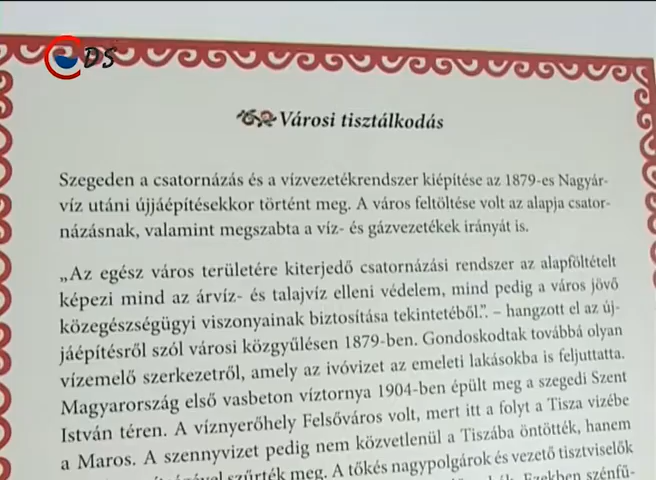 DS
Városi tisztálkodás
Szegeden a csatornázás és a vízvezetékrendszer kiépítése az 1879-es Nagyár-
víz utáni újjáépítésekkor történt meg. A város feltöltése volt az alapja csator-
názásnak, valamint megszabta a víz- és gázvezetékek irányát is.
„Az egész város területére kiterjedő csatornázási rendszer az alapföltételt
képezi mind az árvíz- és talajvíz elleni védelem, mind pedig a város jövő
közegészségügyi viszonyainak biztosítása tekintetéből.”. – hangzott el az új-
jáépítésről szól városi közgyűlésen 1879-ben. Gondoskodtak továbbá olyan
vízemelő szerkezetről, amely az ivóvizet az emeleti lakásokba is feljuttatta.
Magyarország első vasbeton víztornya 1904-ben épült meg a szegedi Szent
István téren. A víznyerőhely Felsőváros volt, mert itt a folyt a Tisza vizébe
a Maros. A szennyvizet pedig nem közvetlenül a Tiszába öntötték, hanem
szűrték meg. A tőkés nagypolgárok és vezető tisztviselők
Ezekben szénfű-